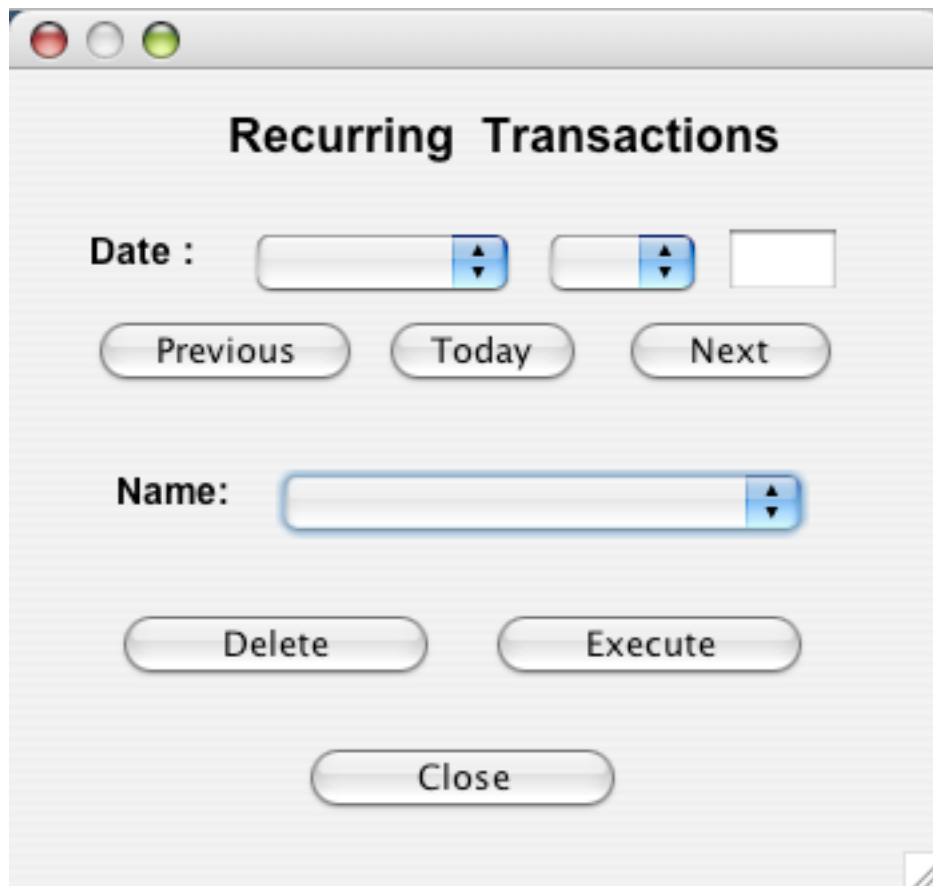 Recurring Transactions
Date :
Previous Today Next
Name:
Delete Execute
Close